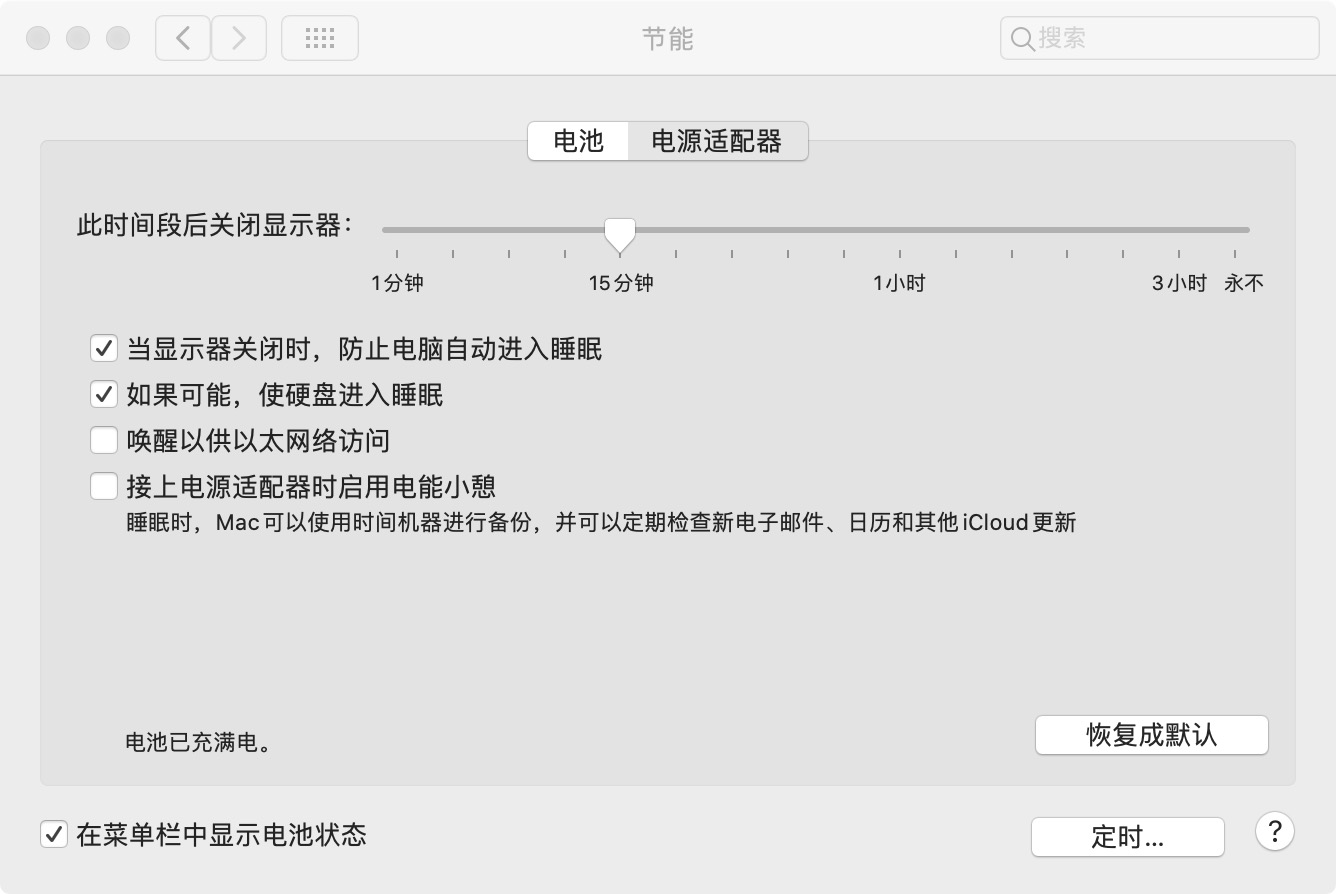 节能
搜索
电池 电源适配器
此时间段后关闭显示器：
1分钟 15分钟 1小时 3小时 永不
当显示器关闭时，防止电脑自动进入睡眠
如果可能，使硬盘进入睡眠
唤醒以供以太网络访问
接上电源适配器时启用电能小憩
睡眠时，Mac可以使用时间机器进行备份，并可以定期检查新电子邮件、日历和其他iCloud更新
电池已充满电。
恢复成默认
在菜单栏中显示电池状态
定时...
?